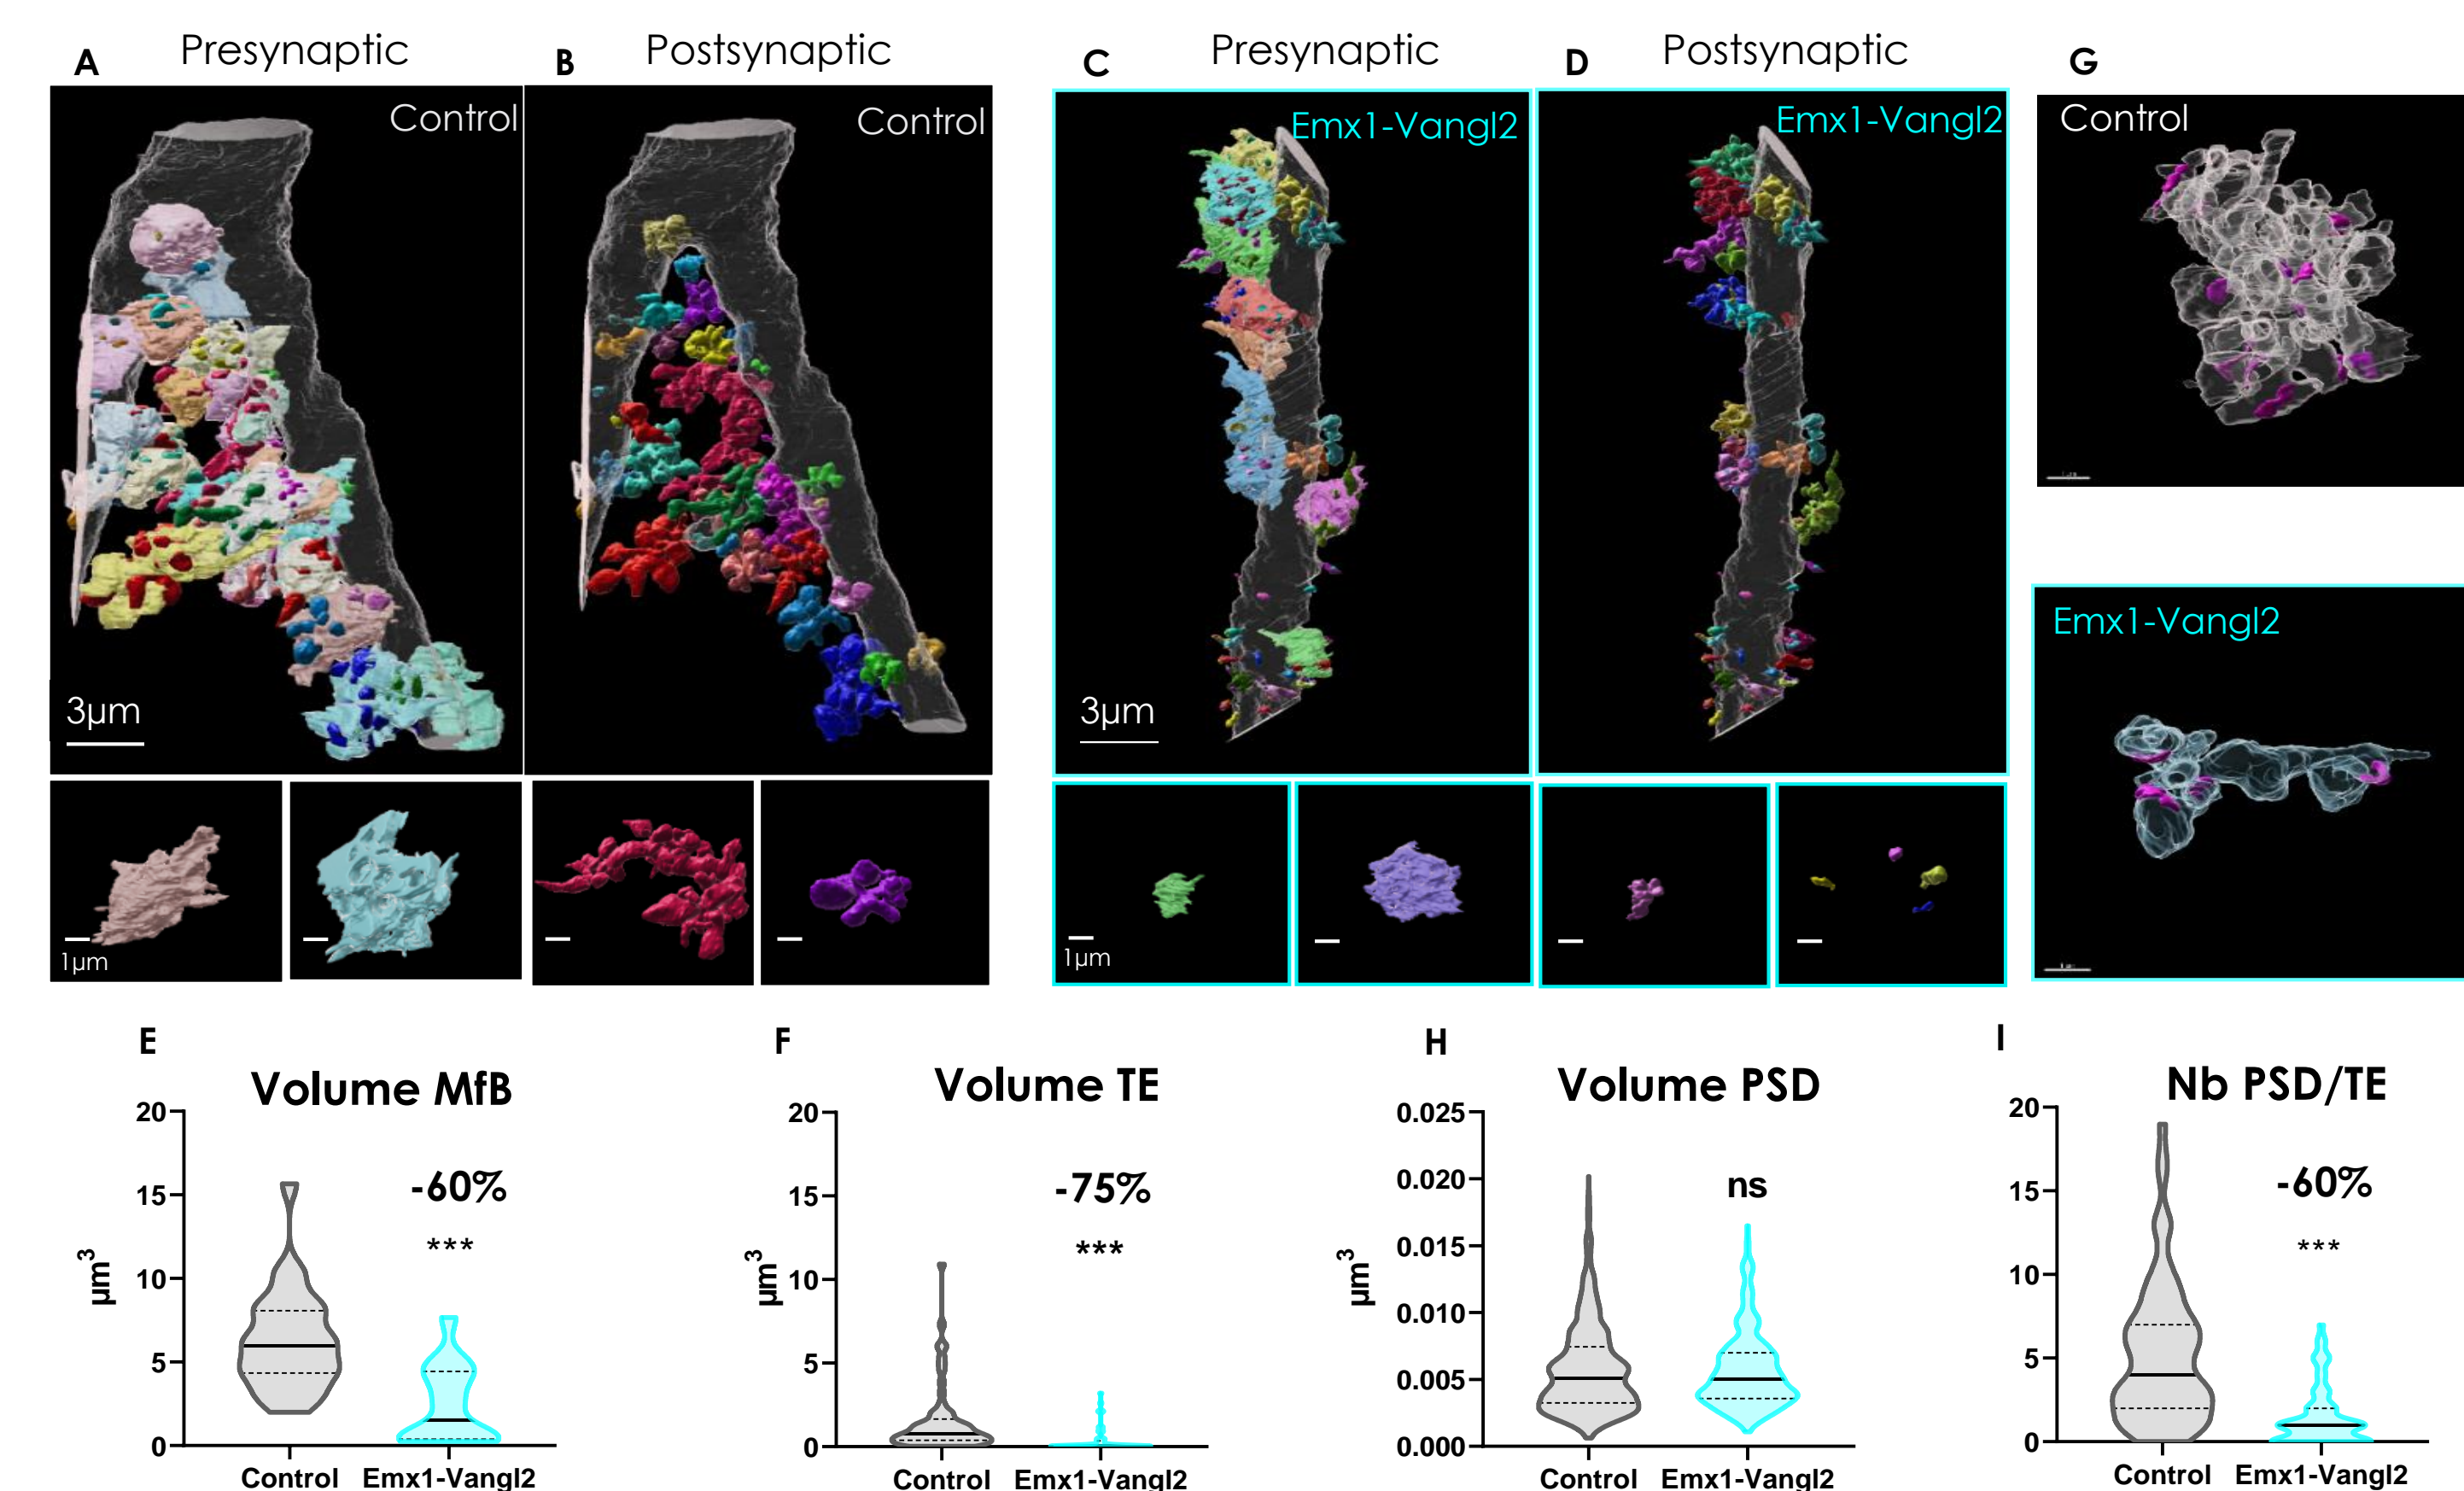 A Presynaptic
B Postsynaptic
C Presynaptic
D Postsynaptic
G
Control
Control
Emx1-Vangl2
Emx1-Vangl2
Control
3µm
3µm
Emx1-Vangl2
1µm
1µm
E
Volume MfB
20
15
10
5
0
µm³
-60%
***
Control
Emx1-Vangl2
F
Volume TE
20
15
10
5
0
µm³
-75%
***
Control
Emx1-Vangl2
H
Volume PSD
0.025
0.020
0.015
0.010
0.005
0.000
µm³
ns
Control
Emx1-Vangl2
I
Nb PSD/TE
20
15
10
5
0
-60%
***
Control
Emx1-Vangl2